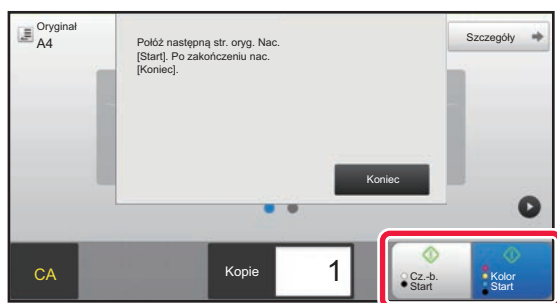 Oryginał
A4
Położ następną str. oryg. Nac.
[Start]. Po zakończeniu nac.
[Koniec].
Szczegóły
Koniec
CA
Kopie
1
Cz.-b.
Start
Kolor
Start